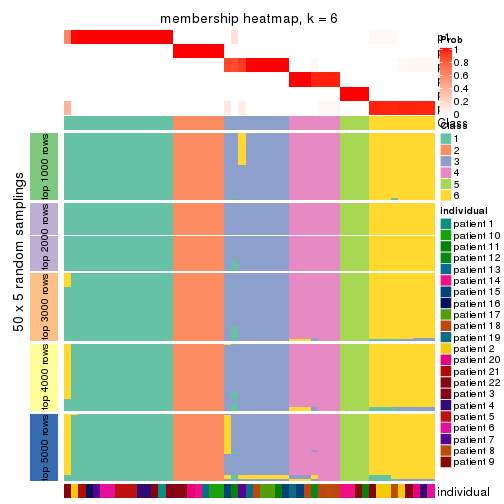 membership heatmap, k = 6
Prob
1
0.8
0.6
0.4
0.2
0
Class
Class
1
2
3
4
5
6
50 x 5 random samplings
top 1000 rows
top 2000 rows
top 3000 rows
top 4000 rows
top 5000 rows
Individual
patient 1
patient 10
patient 11
patient 12
patient 13
patient 14
patient 15
patient 16
patient 17
patient 18
patient 19
patient 2
patient 20
patient 21
patient 22
patient 3
patient 4
patient 5
patient 6
patient 7
patient 8
patient 9
individual